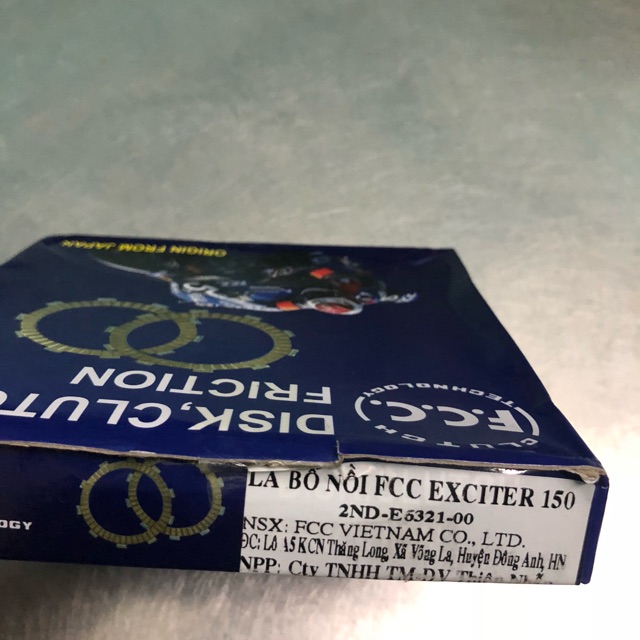 ORIGIN FROM JAPAN
DISK,CLUTC
FRICTION
F.C.C.
CLUTCH TECHNOLOGY
OGY
LÁ BỐ NỒI FCC EXCITER 150
2ND-E6321-00
NSX: FCC VIETNAM CO., LTD.
ĐC: Lô A5 KCN Thăng Long, Xã Võng La, Huyện Đông Anh, HN
NPP: Cty TNHH TM DV Thiên